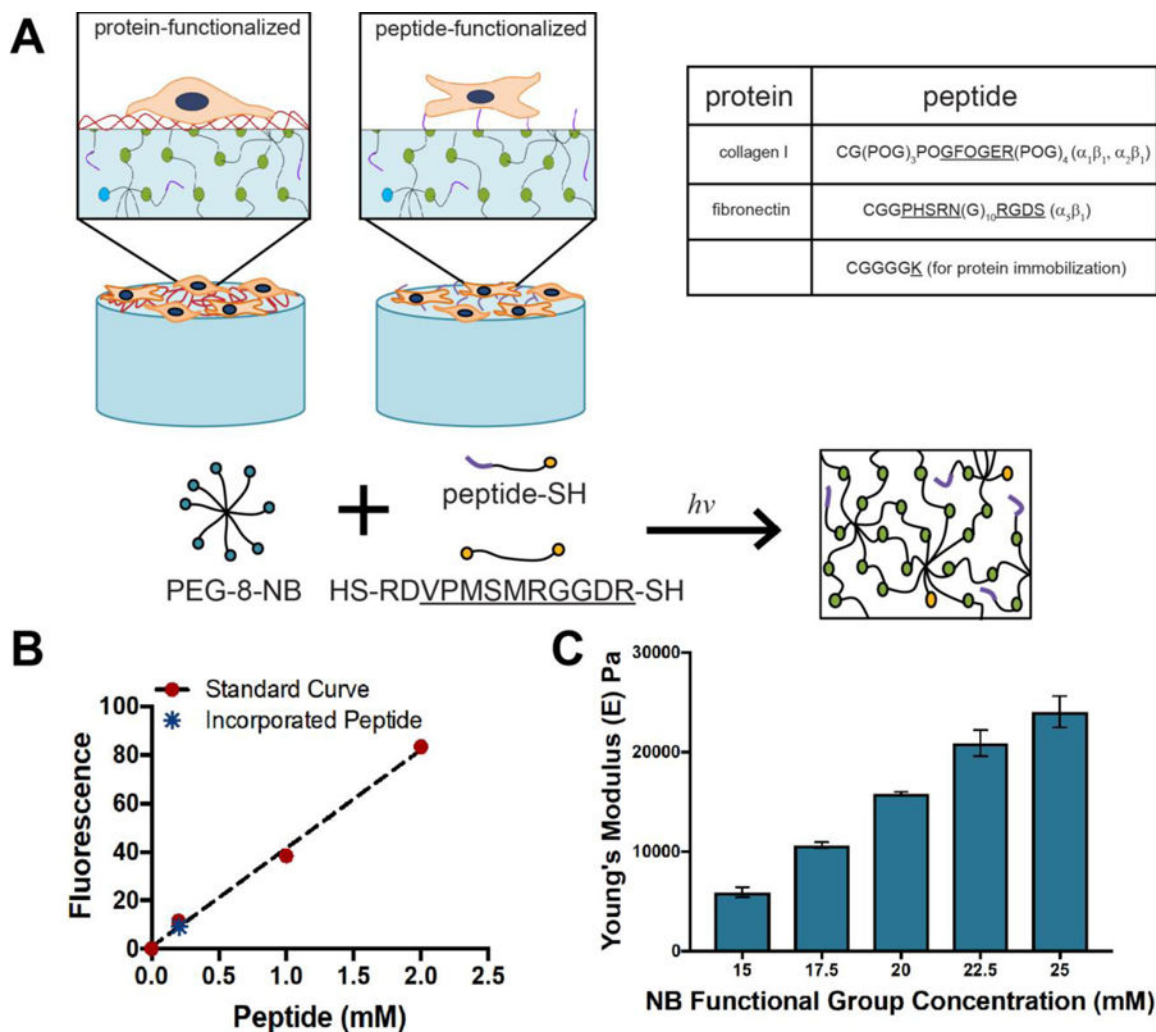 A
protein-functionalized
peptide-functionalized
protein peptide
collagen I CG(POG)₃POGFOGER(POG)₄ (α₁β₁, α₂β₁)
fibronectin CGGPHSRN(G)₁₀RGDS (α₅β₁)
CGGGGK (for protein immobilization)
PEG-8-NB
+
peptide-SH
HS-RDVPMSMRGGDR-SH
hν
B
Standard Curve
Incorporated Peptide
Fluorescence
100
80
60
40
20
0
0.0 0.5 1.0 1.5 2.0 2.5
Peptide (mM)
C
Young's Modulus (E) Pa
30000
20000
10000
0
15 17.5 20 22.5 25
NB Functional Group Concentration (mM)